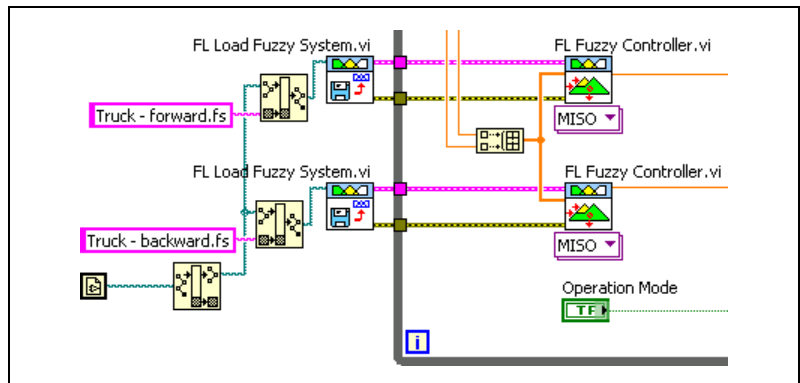 FL Load Fuzzy System.vi
FL Fuzzy Controller.vi
Truck - forward.fs
MISO
FL Load Fuzzy System.vi
FL Fuzzy Controller.vi
Truck - backward.fs
MISO
Operation Mode
TF
i